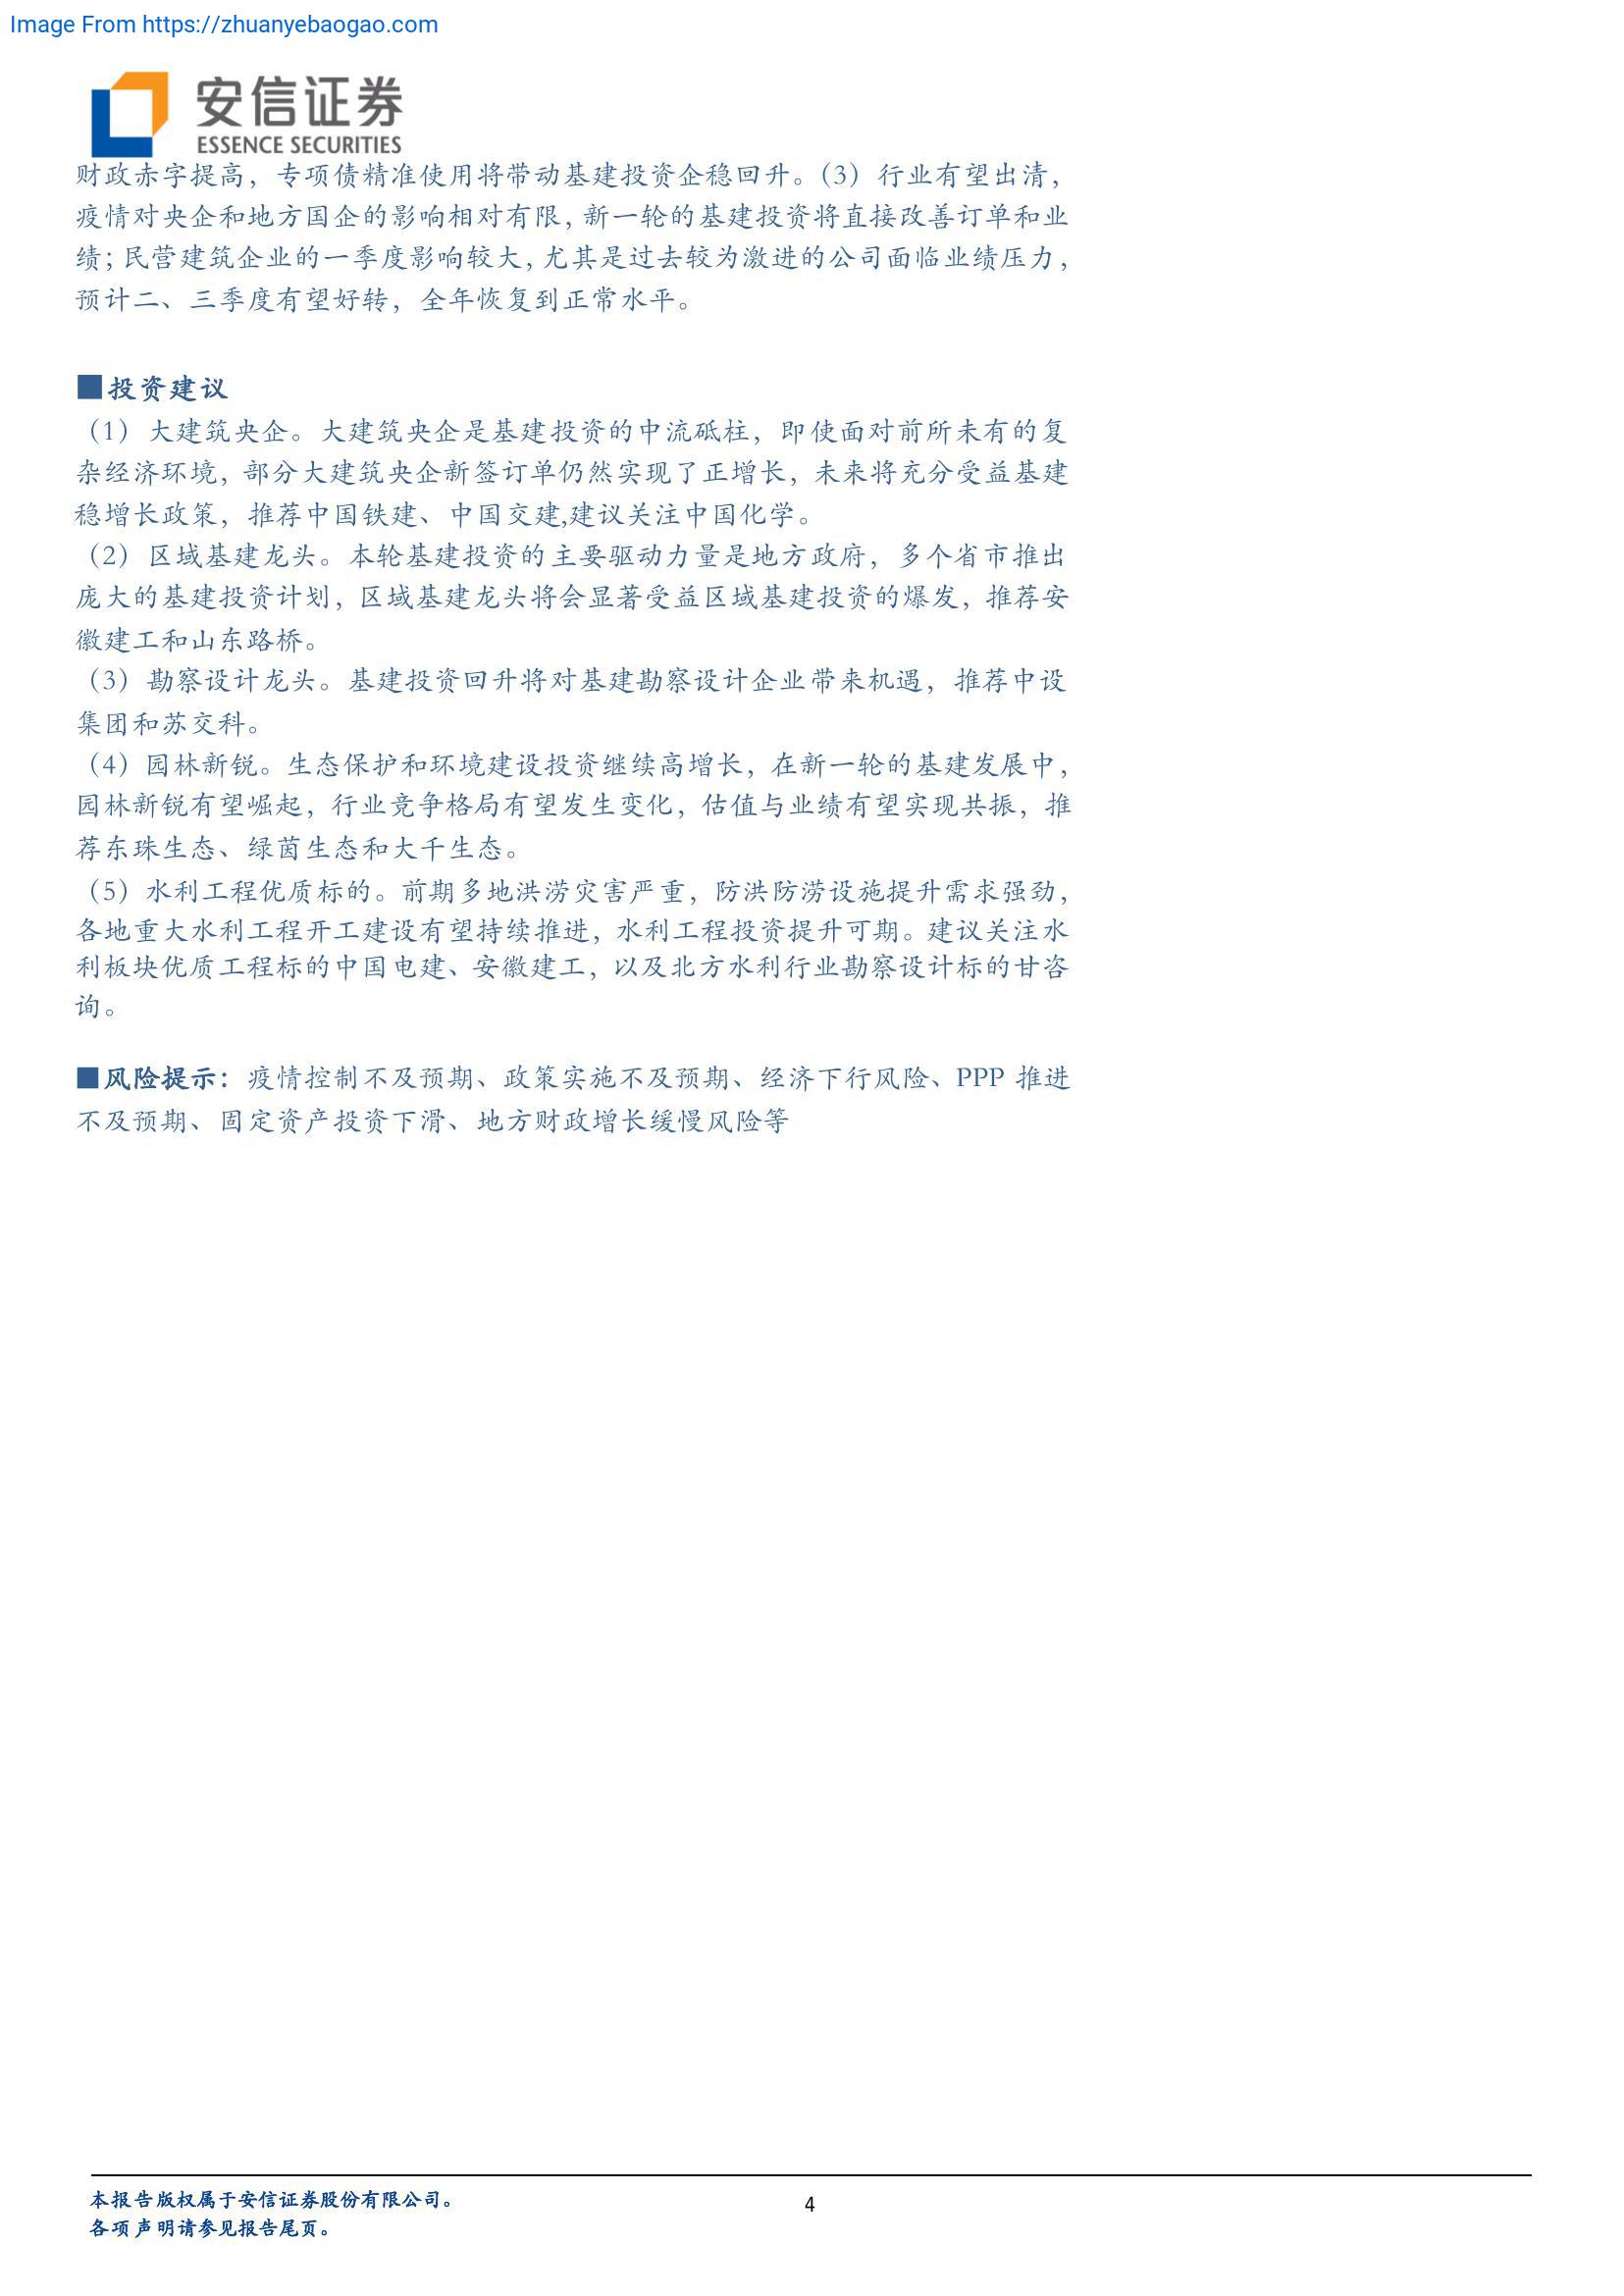 Image From https://zhuanyebaogao.com
安信证券
ESSENCE SECURITIES
财政赤字提高，专项债精准使用将带动基建投资企稳回升。（3）行业有望出清，
疫情对央企和地方国企的影响相对有限，新一轮的基建投资将直接改善订单和业
绩；民营建筑企业的一季度影响较大，尤其是过去较为激进的公司面临业绩压力，
预计二、三季度有望好转，全年恢复到正常水平。
■投资建议
（1）大建筑央企。大建筑央企是基建投资的中流砥柱，即使面对前所未有的复
杂经济环境，部分大建筑央企新签订单仍然实现了正增长，未来将充分受益基建
稳增长政策，推荐中国铁建、中国交建,建议关注中国化学。
（2）区域基建龙头。本轮基建投资的主要驱动力量是地方政府，多个省市推出
庞大的基建投资计划，区域基建龙头将会显著受益区域基建投资的爆发，推荐安
徽建工和山东路桥。
（3）勘察设计龙头。基建投资回升将对基建勘察设计企业带来机遇，推荐中设
集团和苏交科。
（4）园林新锐。生态保护和环境建设投资继续高增长，在新一轮的基建发展中，
园林新锐有望崛起，行业竞争格局有望发生变化，估值与业绩有望实现共振，推
荐东珠生态、绿茵生态和大千生态。
（5）水利工程优质标的。前期多地洪涝灾害严重，防洪防涝设施提升需求强劲，
各地重大水利工程开工建设有望持续推进，水利工程投资提升可期。建议关注水
利板块优质工程标的中国电建、安徽建工，以及北方水利行业勘察设计标的甘咨
询。
■风险提示：疫情控制不及预期、政策实施不及预期、经济下行风险、PPP 推进
不及预期、固定资产投资下滑、地方财政增长缓慢风险等
本报告版权属于安信证券股份有限公司。
各项声明请参见报告尾页。
4